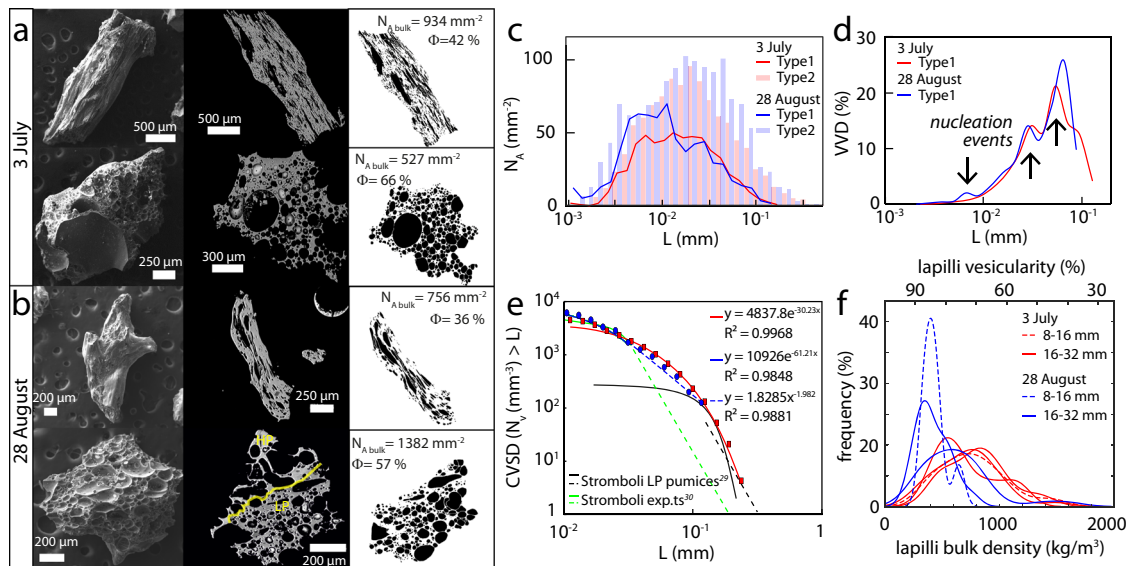 a
3 July
500 µm
500 µm
N_A bulk = 934 mm⁻²
Φ=42 %
250 µm
300 µm
N_A bulk = 527 mm⁻²
Φ= 66 %
b
28 August
200 µm
250 µm
N_A bulk = 756 mm⁻²
Φ= 36 %
200 µm
HP
LP
200 µm
N_A bulk = 1382 mm⁻²
Φ= 57 %
c
N_A (mm⁻²)
100
50
0
10⁻³
10⁻²
10⁻¹
1
L (mm)
3 July
Type1
Type2
28 August
Type1
Type2
d
VVD (%)
30
20
10
0
10⁻³
10⁻²
10⁻¹
L (mm)
3 July
Type1
28 August
Type1
nucleation
events
e
CVSD (Nᵥ (mm⁻³) > L)
10⁴
10³
10²
10¹
1
10⁻²
10⁻¹
1
L (mm)
y = 4837.8e⁻³⁰·²³ˣ
R² = 0.9968
y = 10926e⁻⁶¹·²¹ˣ
R² = 0.9848
y = 1.8285x⁻¹·⁹⁸²
R² = 0.9881
Stromboli LP pumices²⁹
Stromboli exp.ts³⁰
lapilli vesicularity (%)
90
70
50
30
f
frequency (%)
40
30
20
10
0
0
1000
2000
lapilli bulk density (kg/m³)
3 July
8-16 mm
16-32 mm
28 August
8-16 mm
16-32 mm